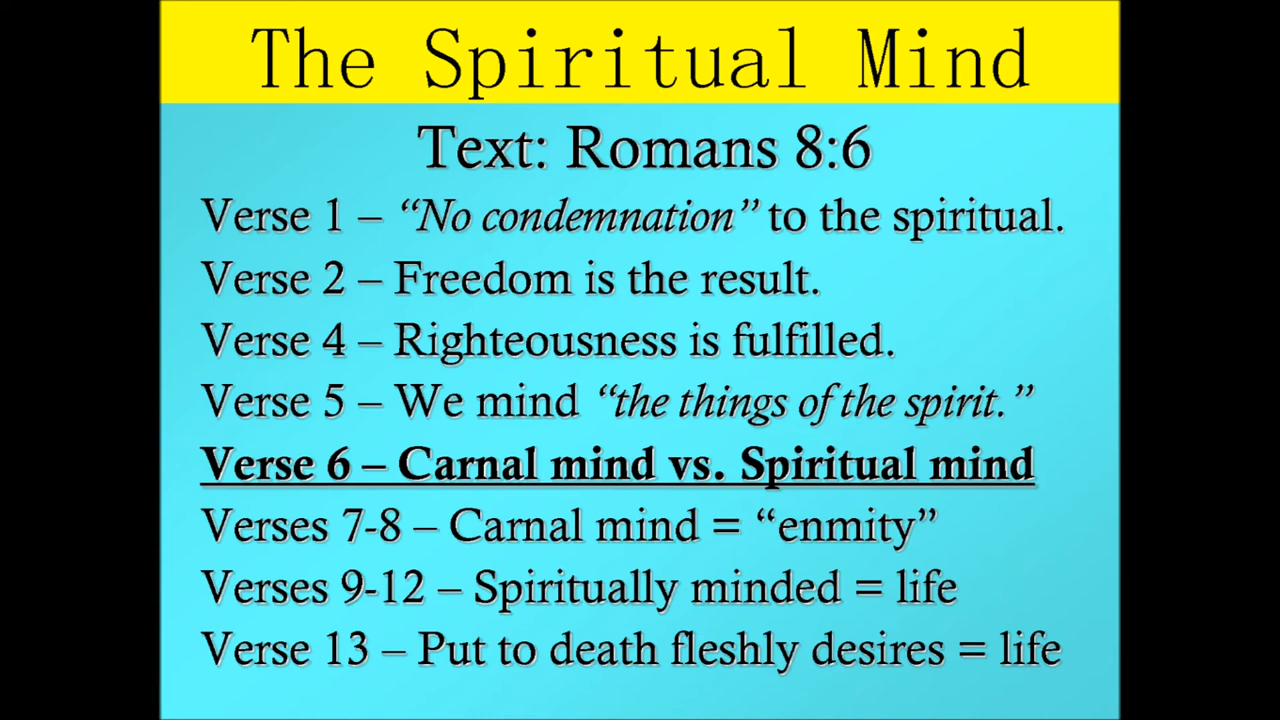 The Spiritual Mind
Text: Romans 8:6
Verse 1 – “No condemnation” to the spiritual.
Verse 2 – Freedom is the result.
Verse 4 – Righteousness is fulfilled.
Verse 5 – We mind “the things of the spirit.”
Verse 6 – Carnal mind vs. Spiritual mind
Verses 7-8 – Carnal mind = “enmity”
Verses 9-12 – Spiritually minded = life
Verse 13 – Put to death fleshly desires = life